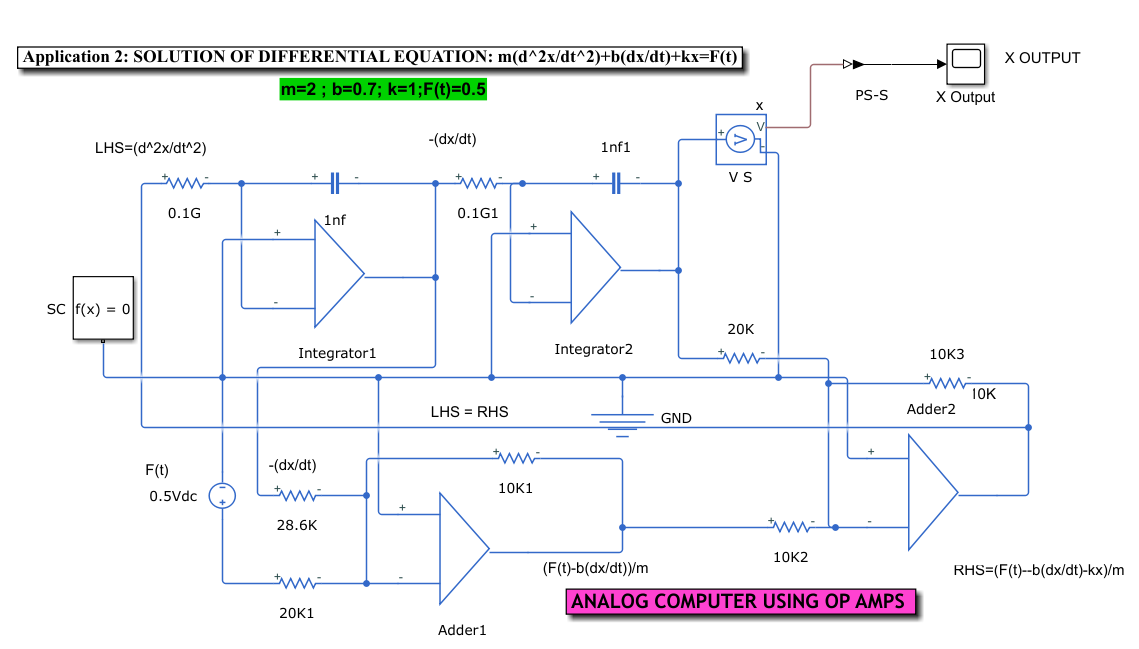 Application 2: SOLUTION OF DIFFERENTIAL EQUATION: m(d^2x/dt^2)+b(dx/dt)+kx=F(t)
m=2 ; b=0.7; k=1;F(t)=0.5
X OUTPUT
PS-S
X Output
x
+
V
V
-
V S
LHS=(d^2x/dt^2)
-(dx/dt)
1nf1
+ -
+ -
+ -
+ -
0.1G
1nf
0.1G1
+
-
+
-
SC
f(x) = 0
Integrator1
Integrator2
20K
+ -
10K3
+ -
10K
Adder2
LHS = RHS
GND
F(t)
0.5Vdc
-
+
-(dx/dt)
+ -
28.6K
+ -
10K1
+
-
+ -
20K1
Adder1
+ -
10K2
+
-
(F(t)-b(dx/dt))/m
RHS=(F(t)--b(dx/dt)-kx)/m
ANALOG COMPUTER USING OP AMPS